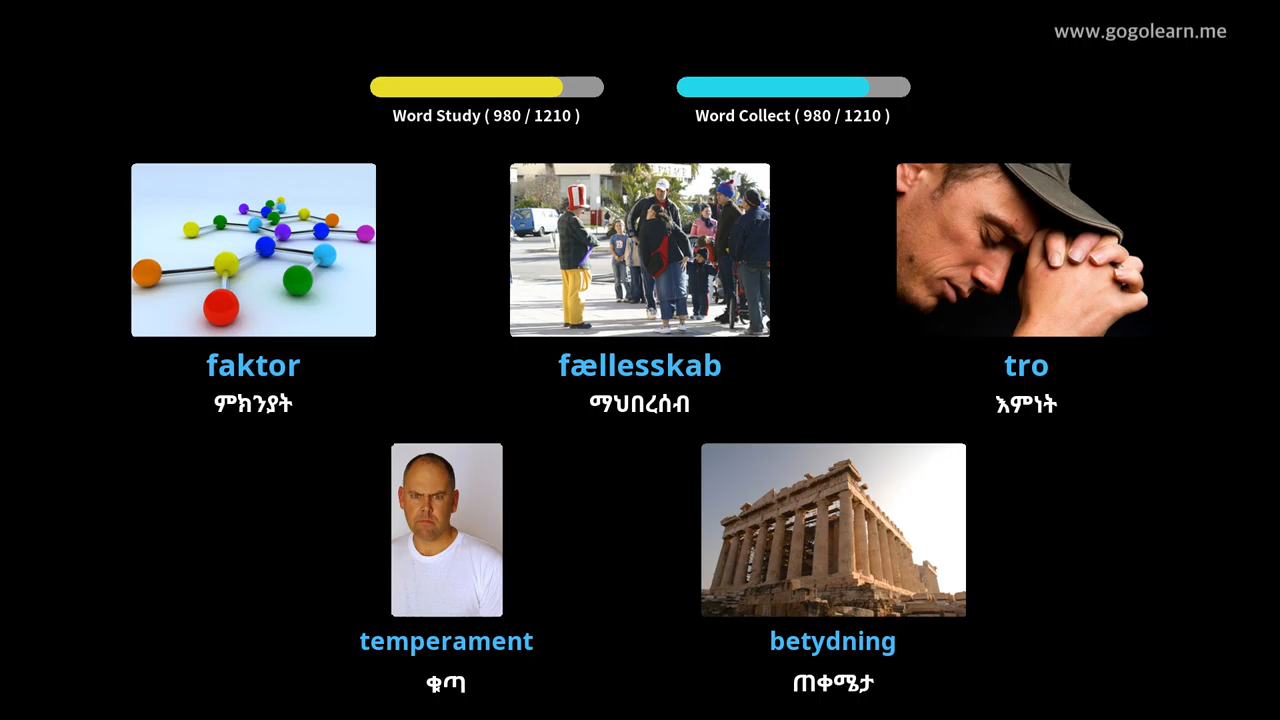 www.gogolearn.me
Word Study ( 980 / 1210 )
Word Collect ( 980 / 1210 )
faktor
fællesskab
tro
ምክንያት
ማህበረሰብ
እምነት
temperament
betydning
ቁጣ
ጠቀሜታ